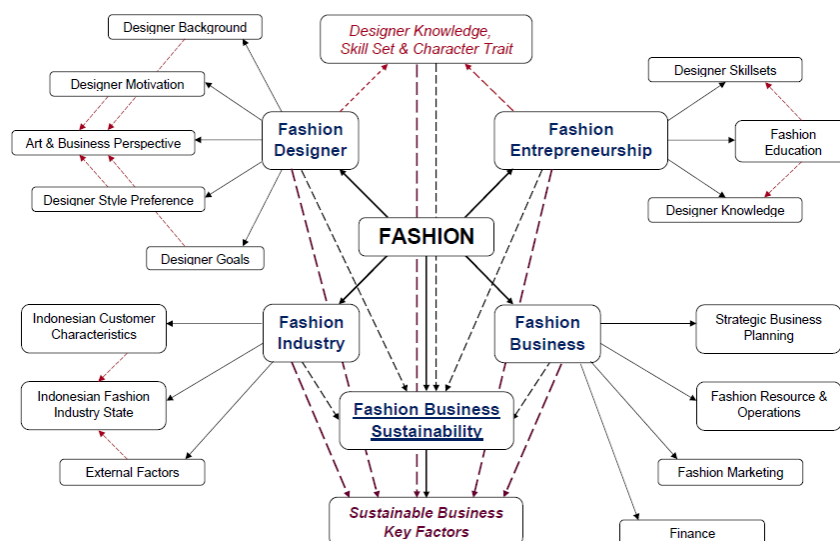 Designer Background
Designer Knowledge,
Skill Set & Character Trait
Designer Motivation
Designer Skillsets
Art & Business Perspective
Fashion
Designer
Fashion
Entrepreneurship
Fashion
Education
Designer Style Preference
Designer Knowledge
FASHION
Designer Goals
Indonesian Customer
Characteristics
Fashion
Industry
Fashion
Business
Strategic Business
Planning
Indonesian Fashion
Industry State
Fashion Business
Sustainability
Fashion Resource &
Operations
External Factors
Fashion Marketing
Sustainable Business
Key Factors
Finance